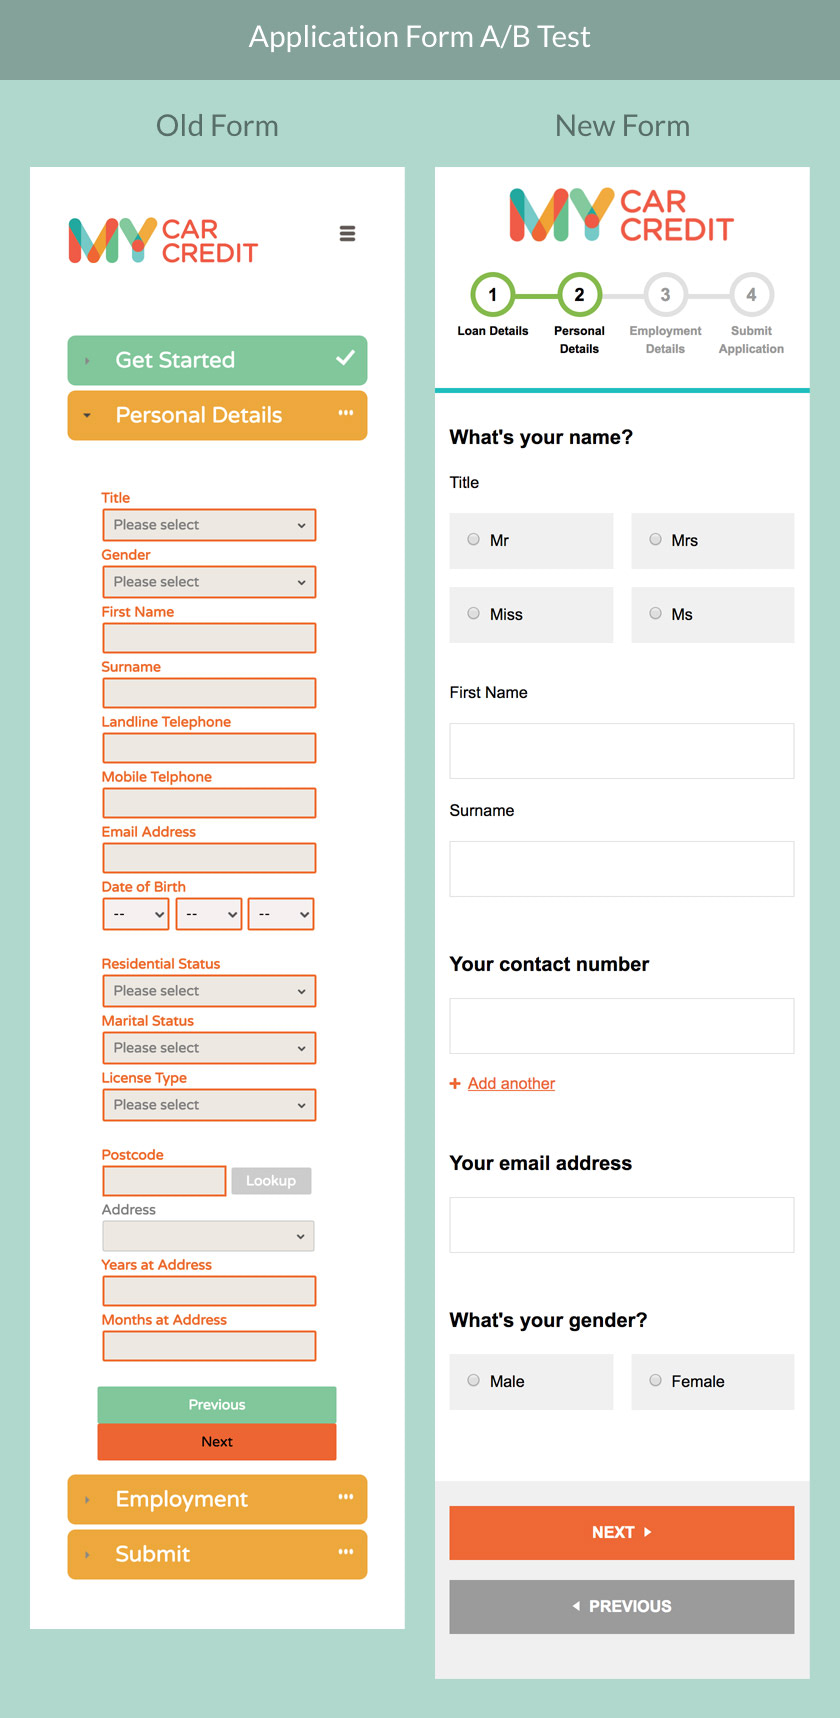 Application Form A/B Test
Old Form
MY CAR
CREDIT
Get Started
Personal Details
Title
Please select
Gender
Please select
First Name
Surname
Landline Telephone
Mobile Telphone
Email Address
Date of Birth
-- -- --
Residential Status
Please select
Marital Status
Please select
License Type
Please select
Postcode
Lookup
Address
Years at Address
Months at Address
Previous
Next
Employment
Submit
New Form
MY CAR
CREDIT
1 2 3 4
Loan Details Personal Employment Submit
Details Details Application
What's your name?
Title
Mr Mrs
Miss Ms
First Name
Surname
Your contact number
+ Add another
Your email address
What's your gender?
Male Female
NEXT
PREVIOUS